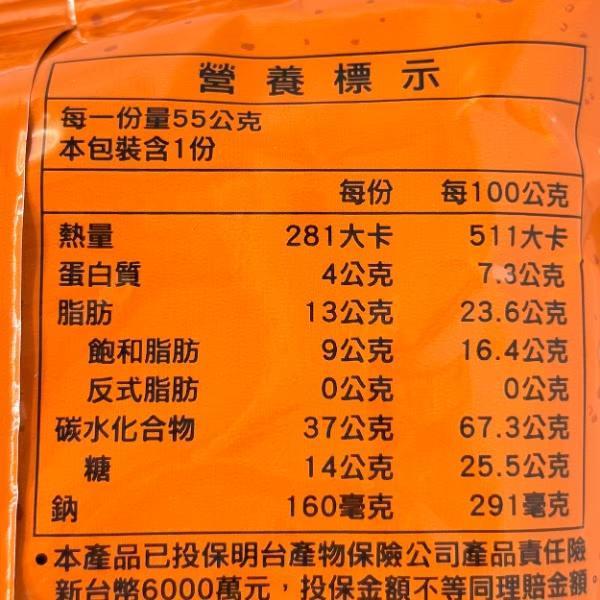 營養標示
每一份量55公克
本包裝含1份
每份 每100公克
熱量 281大卡 511大卡
蛋白質 4公克 7.3公克
脂肪 13公克 23.6公克
飽和脂肪 9公克 16.4公克
反式脂肪 0公克 0公克
碳水化合物 37公克 67.3公克
糖 14公克 25.5公克
鈉 160毫克 291毫克
•本產品已投保明台產物保險公司產品責任險
新台幣6000萬元,投保金額不等同理賠金額。